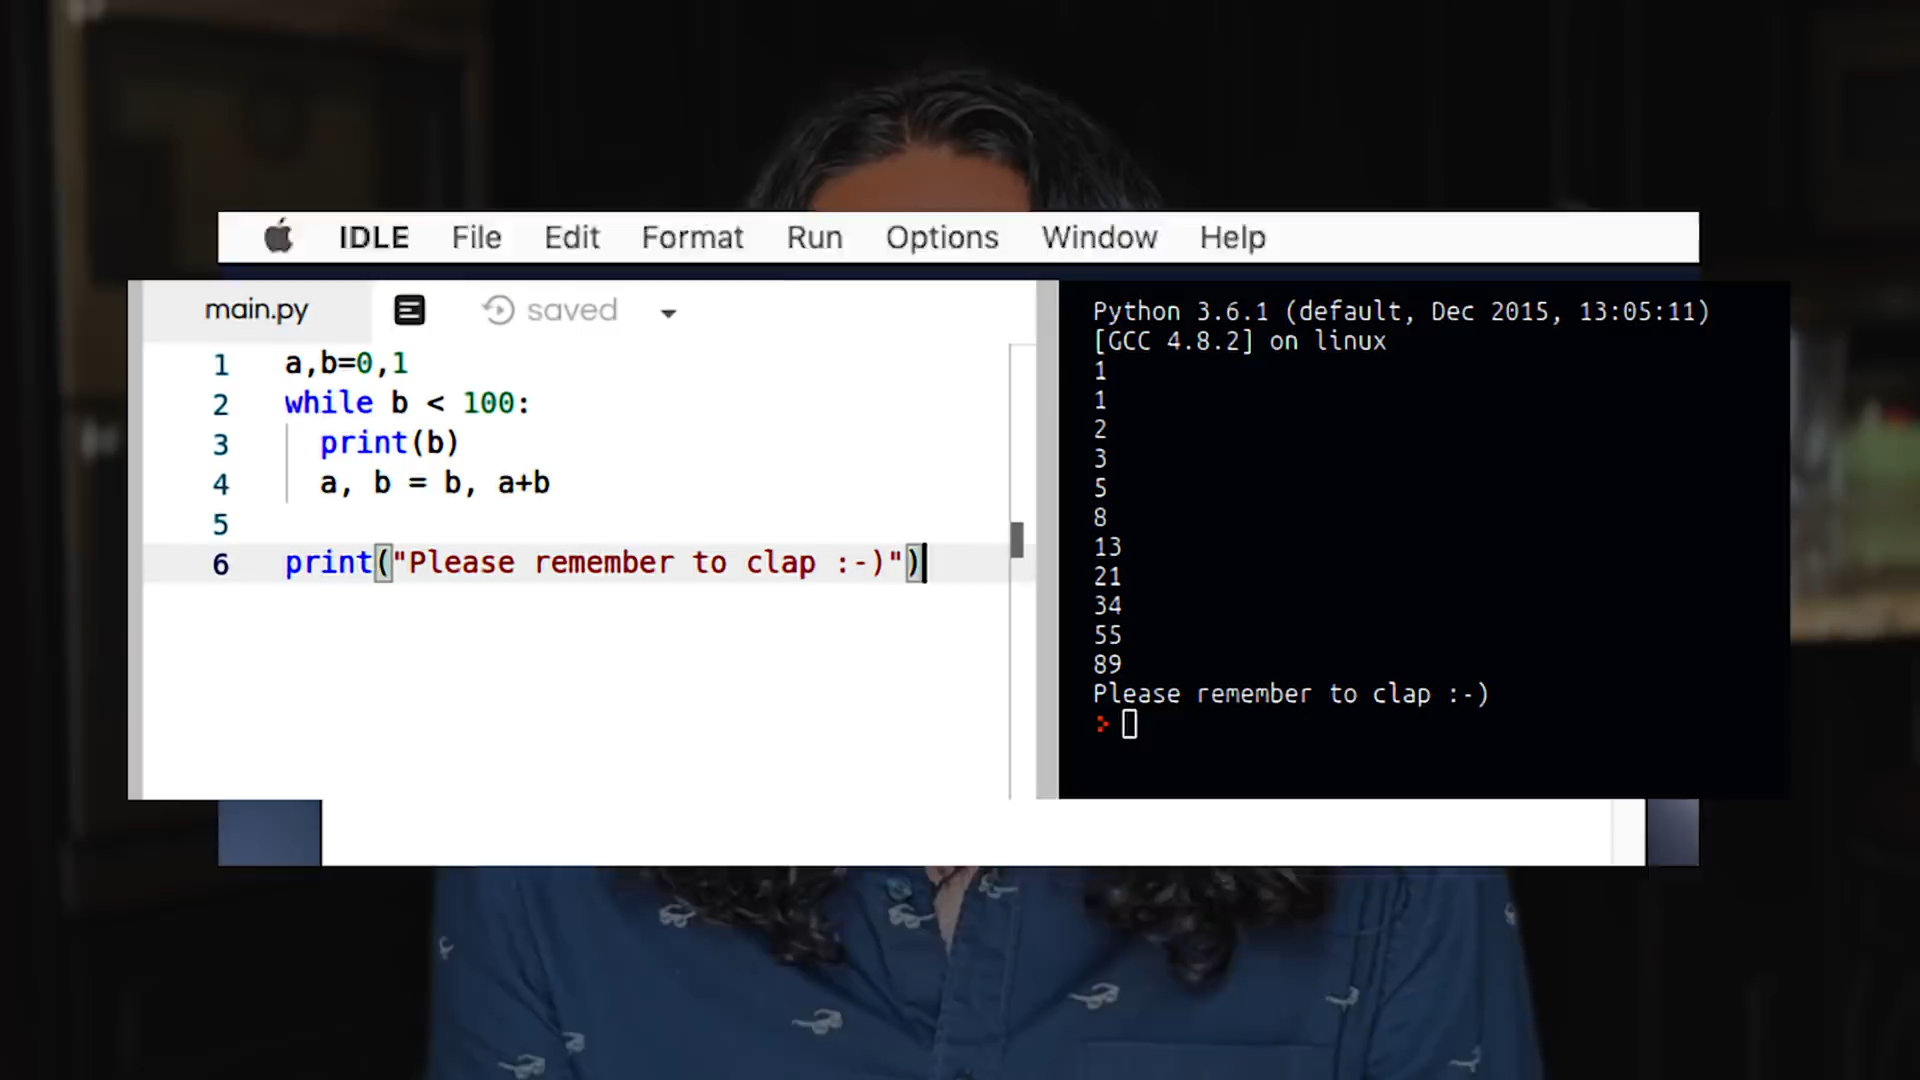 IDLE File Edit Format Run Options Window Help
main.py saved
1 a,b=0,1
2 while b < 100:
3 print(b)
4 a, b = b, a+b
5
6 print("Please remember to clap :-)")
Python 3.6.1 (default, Dec 2015, 13:05:11)
[GCC 4.8.2] on linux
1
1
2
3
5
8
13
21
34
55
89
Please remember to clap :-)
>